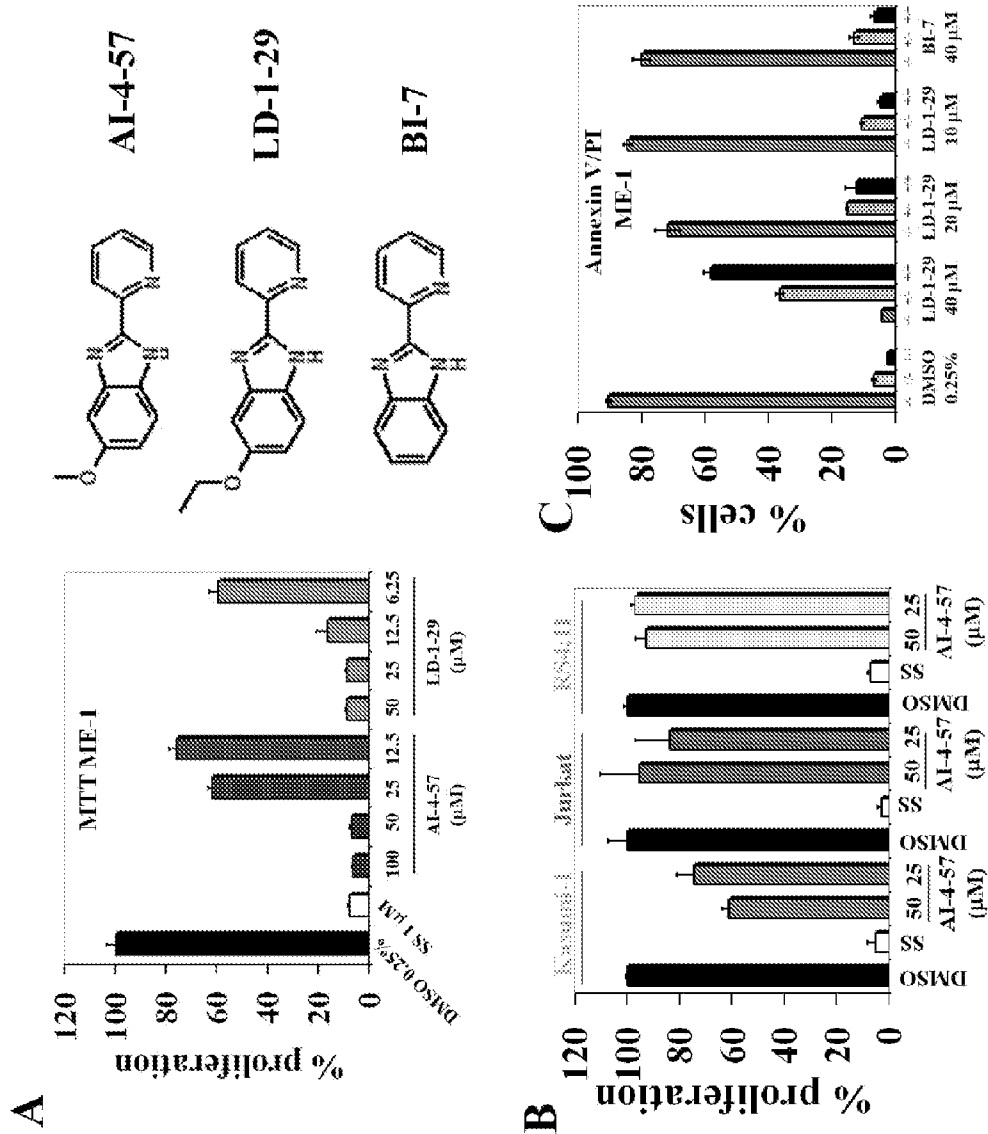 A
MTT ME-1
% proliferation
120
100
80
60
40
20
0
DMSO 0.25%
SS 1 µM
100
50
25
12.5
AI-4-57
(µM)
50
25
12.5
6.25
LD-1-29
(µM)
N
N
H
N
O
AI-4-57
N
N
H
N
O
LD-1-29
N
N
H
N
BI-7
B
% proliferation
120
100
80
60
40
20
0
Kasumi-1
Jurkat
RS4;11
DMSO
SS
50 25
AI-4-57
(µM)
DMSO
SS
50 25
AI-4-57
(µM)
DMSO
SS
50 25
AI-4-57
(µM)
C
Annexin V/PI
ME-1
% cells
100
80
60
40
20
0
DMSO
0.25%
LD-1-29
40 µM
LD-1-29
20 µM
LD-1-29
10 µM
BI-7
40 µM